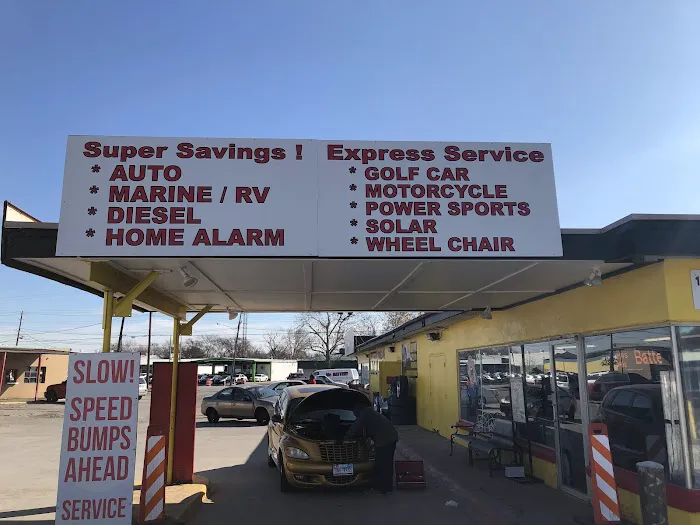 Super Savings !
* AUTO
* MARINE / RV
* DIESEL
* HOME ALARM
Express Service
* GOLF CAR
* MOTORCYCLE
* POWER SPORTS
* SOLAR
* WHEEL CHAIR
SLOW!
SPEED
BUMPS
AHEAD
SERVICE